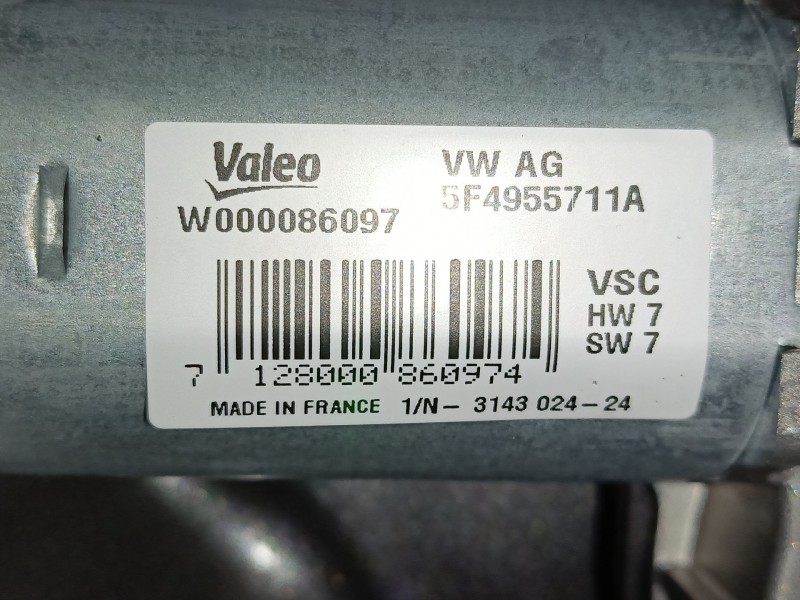 Valeo
W000086097
VW AG
5F4955711A
VSC
HW 7
SW 7
7 128000 860974
MADE IN FRANCE 1/N- 3143 024-24